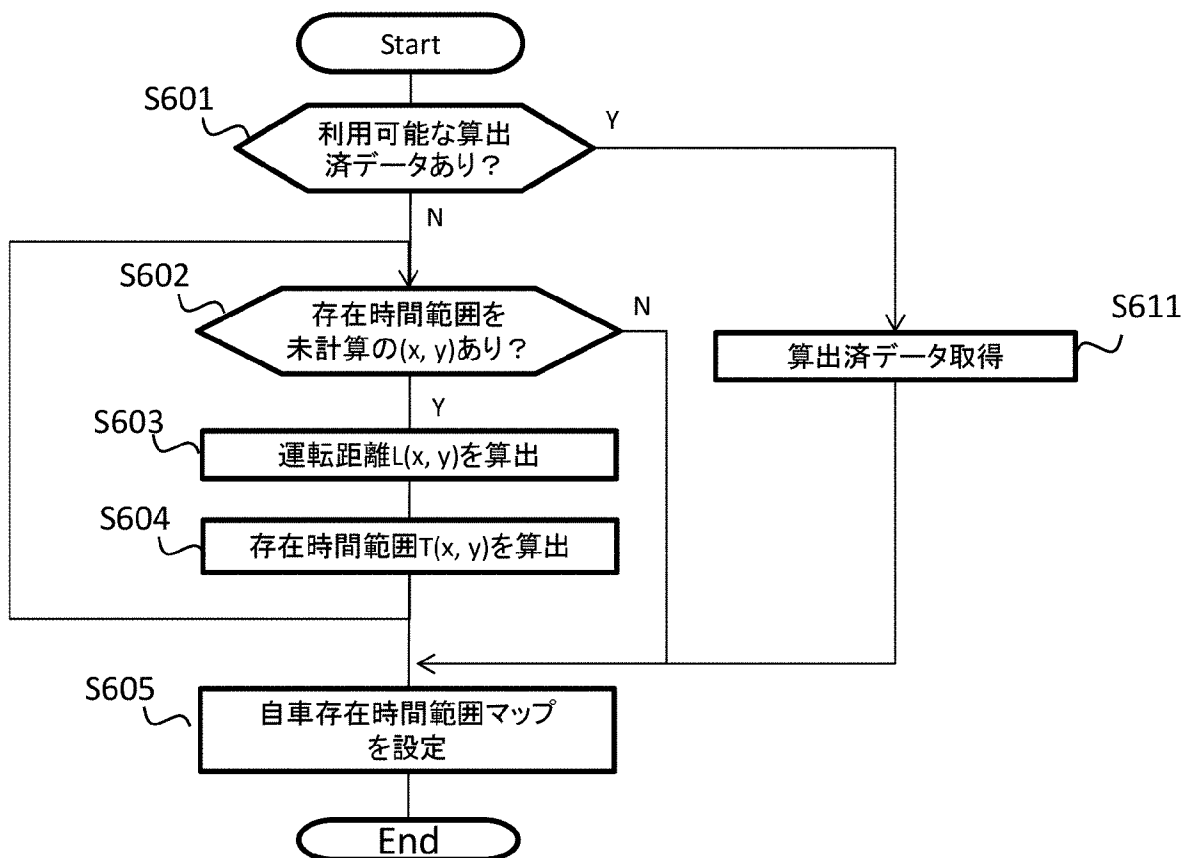 Start
S601
利用可能な算出
済データあり?
Y
N
S602
存在時間範囲を
未計算の(x, y)あり?
N
S611
算出済データ取得
Y
S603
運転距離L(x, y)を算出
S604
存在時間範囲T(x, y)を算出
S605
自車存在時間範囲マップ
を設定
End